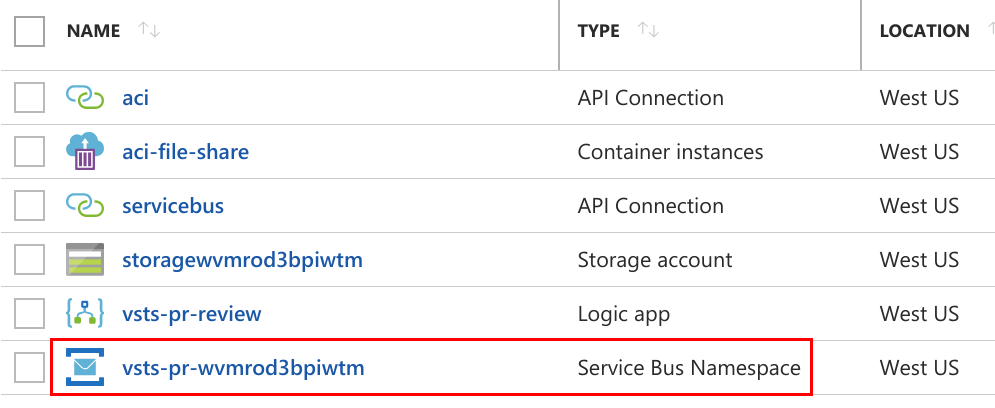 NAME TYPE LOCATION
aci API Connection West US
aci-file-share Container instances West US
servicebus API Connection West US
storagewvmrod3bpiwtm Storage account West US
vsts-pr-review Logic app West US
vsts-pr-wvmrod3bpiwtm Service Bus Namespace West US